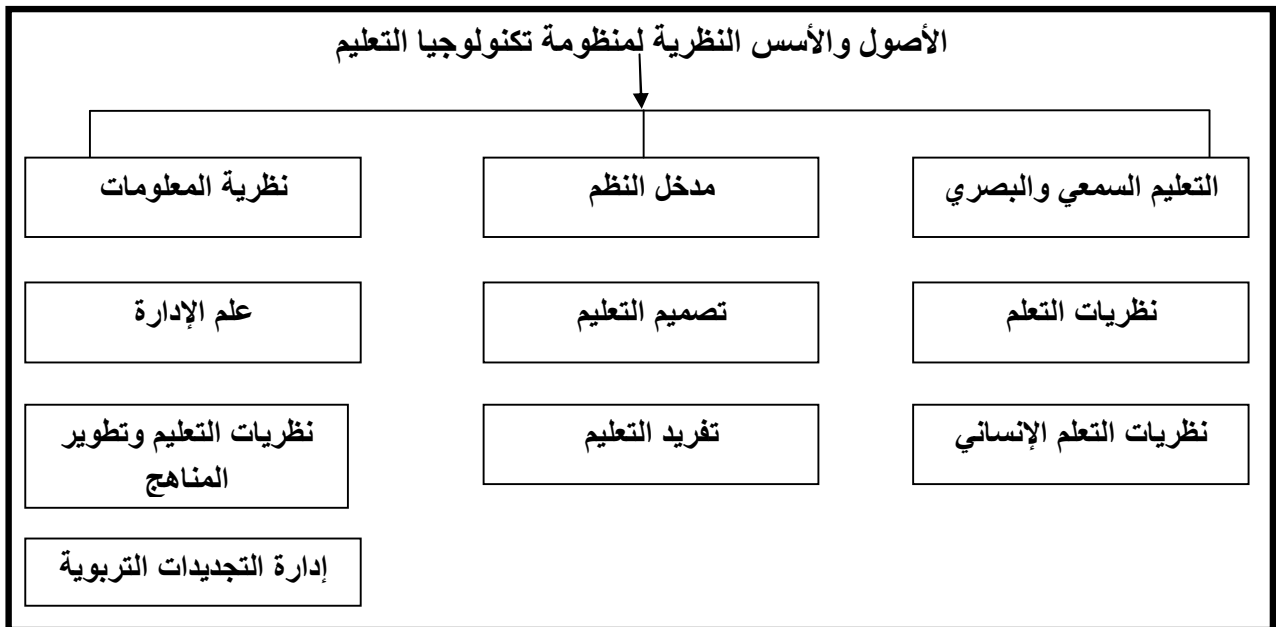 الأصول والأسس النظرية لمنظومة تكنولوجيا التعليم
التعليم السمعي والبصري
مدخل النظم
نظرية المعلومات
نظريات التعلم
تصميم التعليم
علم الإدارة
نظريات التعلم الإنساني
تفريد التعليم
نظريات التعليم وتطوير
المناهج
إدارة التجديدات التربوية